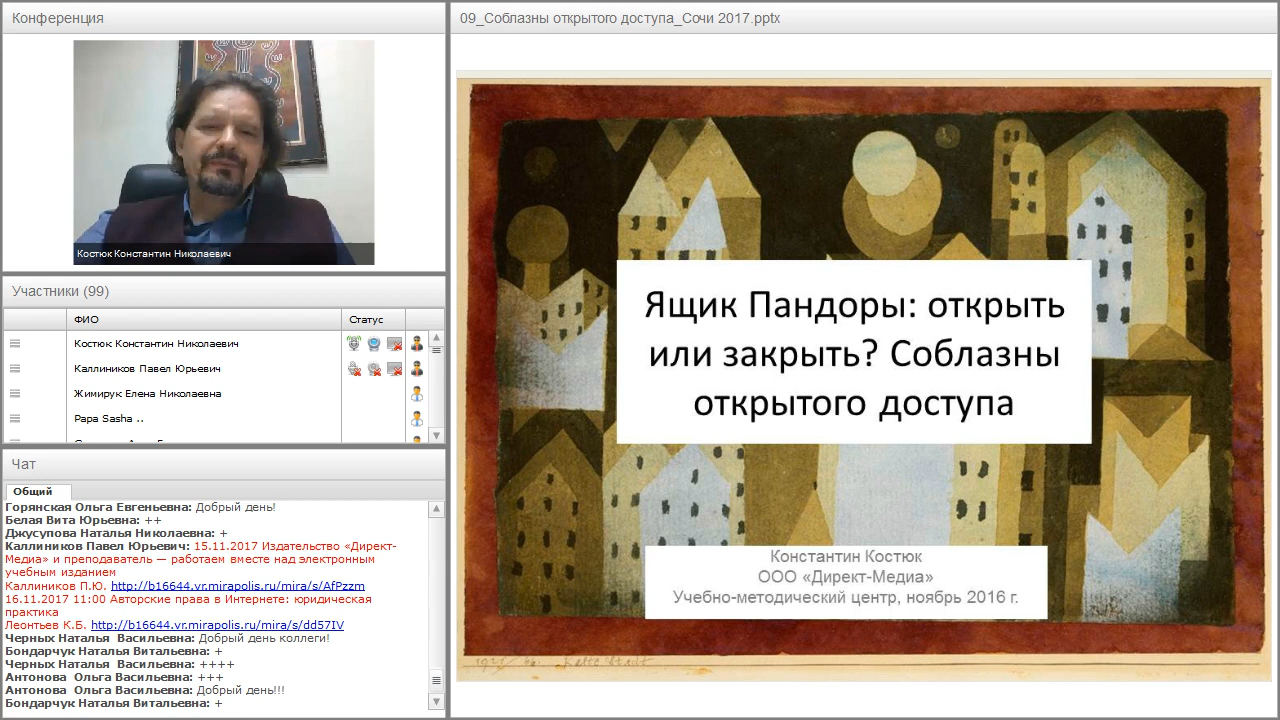 Конференция
Костюк Константин Николаевич
Участники (99)
ФИО Статус
Костюк Константин Николаевич
Каллиников Павел Юрьевич
Жимирук Елена Николаевна
Papa Sasha ..
Чат
Общий
Горянская Ольга Евгеньевна: Добрый день!
Белая Вита Юрьевна: ++
Джусупова Наталья Николаевна: +
Каллиников Павел Юрьевич: 15.11.2017 Издательство «Директ-
Медиа» и преподаватель — работаем вместе над электронным
учебным изданием
Каллиников П.Ю. http://b16644.vr.mirapolis.ru/mira/s/AfPzzm
16.11.2017 11:00 Авторские права в Интернете: юридическая
практика
Леонтьев К.Б. http://b16644.vr.mirapolis.ru/mira/s/dd57IV
Черных Наталья Васильевна: Добрый день коллеги!
Бондарчук Наталья Витальевна: +
Черных Наталья Васильевна: ++++
Антонова Ольга Васильевна: +++
Антонова Ольга Васильевна: Добрый день!!!
Бондарчук Наталья Витальевна: +
09_Соблазны открытого доступа_Сочи 2017.pptx
Ящик Пандоры: открыть
или закрыть? Соблазны
открытого доступа
Константин Костюк
ООО «Директ-Медиа»
Учебно-методический центр, ноябрь 2016 г.